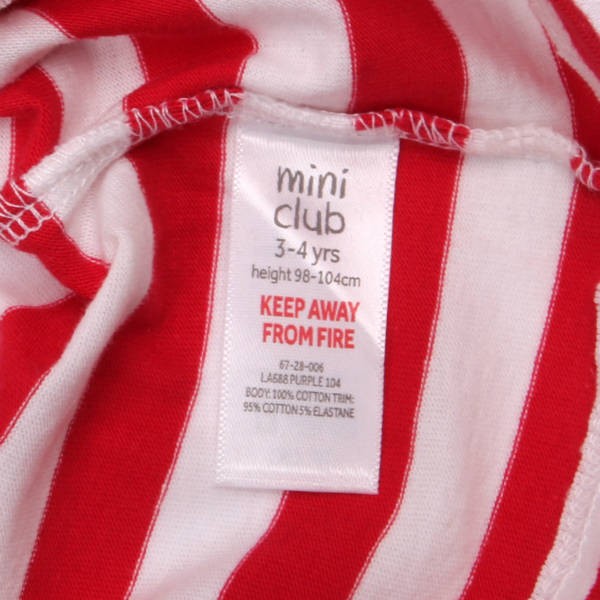 mini
club
3-4 yrs
height 98-104cm
KEEP AWAY
FROM FIRE
67-28-006
LA688 PURPLE 104
BODY: 100% COTTON TRIM:
95% COTTON 5% ELASTANE